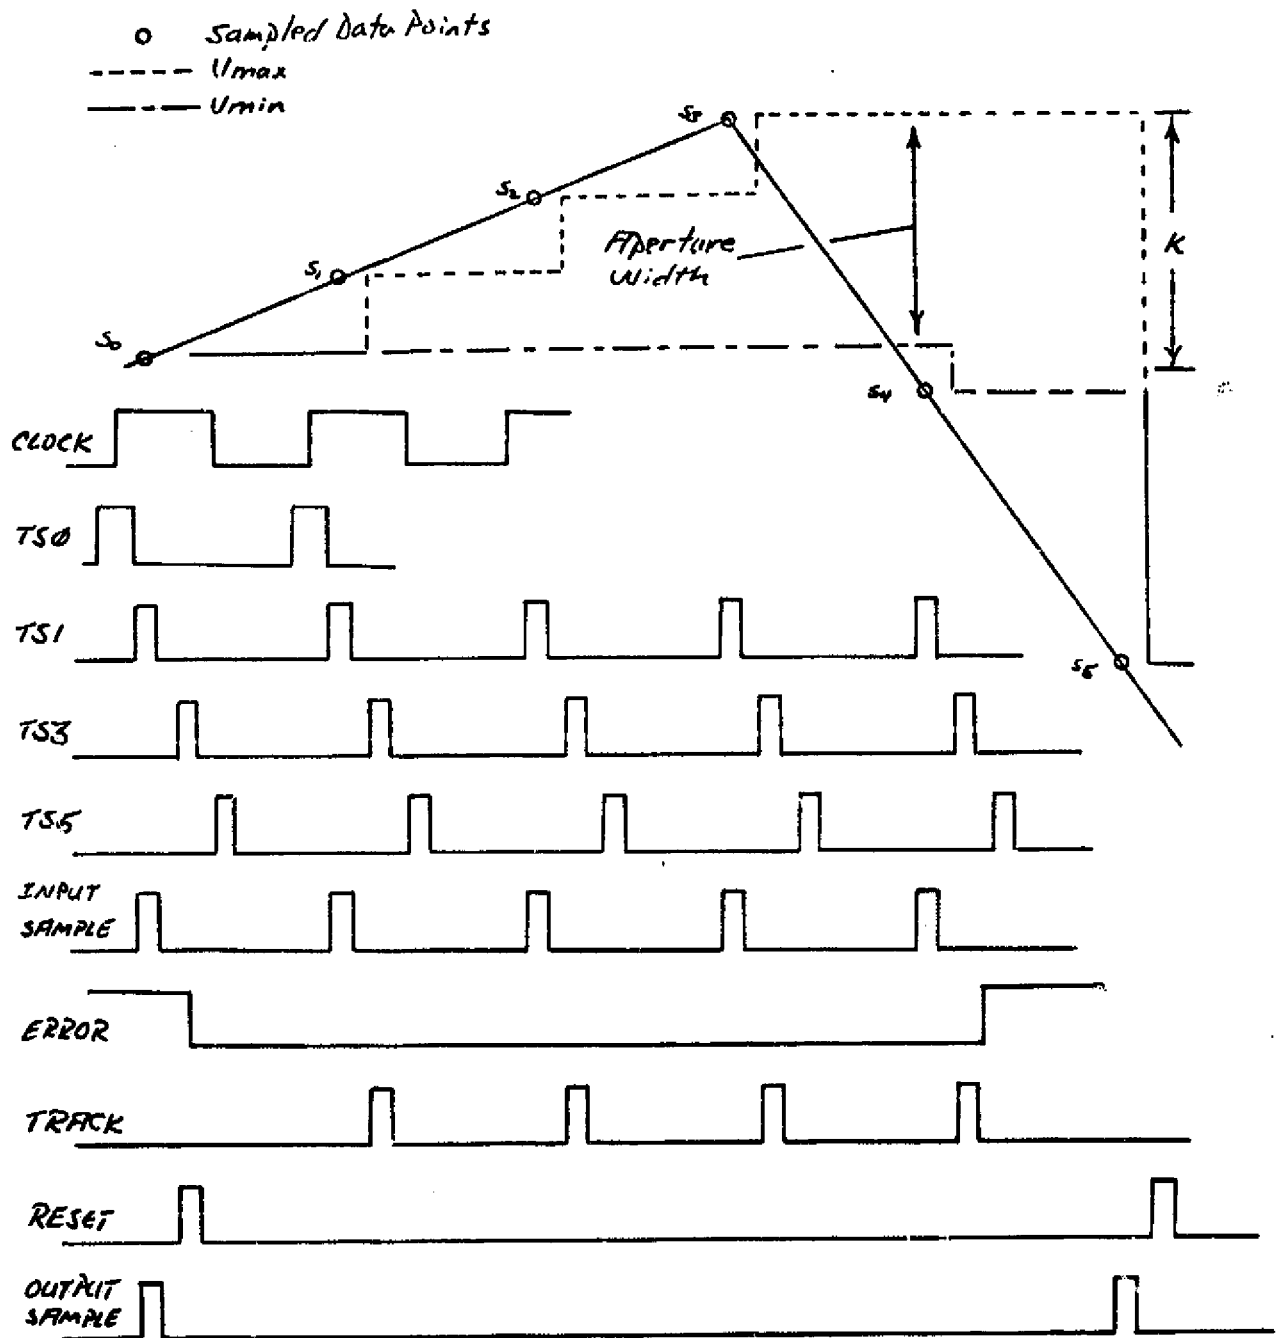 Sampled Data Points
Vmax
Vmin
S3
S2
Aperture
Width
K
S1
S0
S4
CLOCK
TSØ
TS1
S5
TS3
TS5
INPUT
SAMPLE
ERROR
TRACK
RESET
OUTPUT
SAMPLE